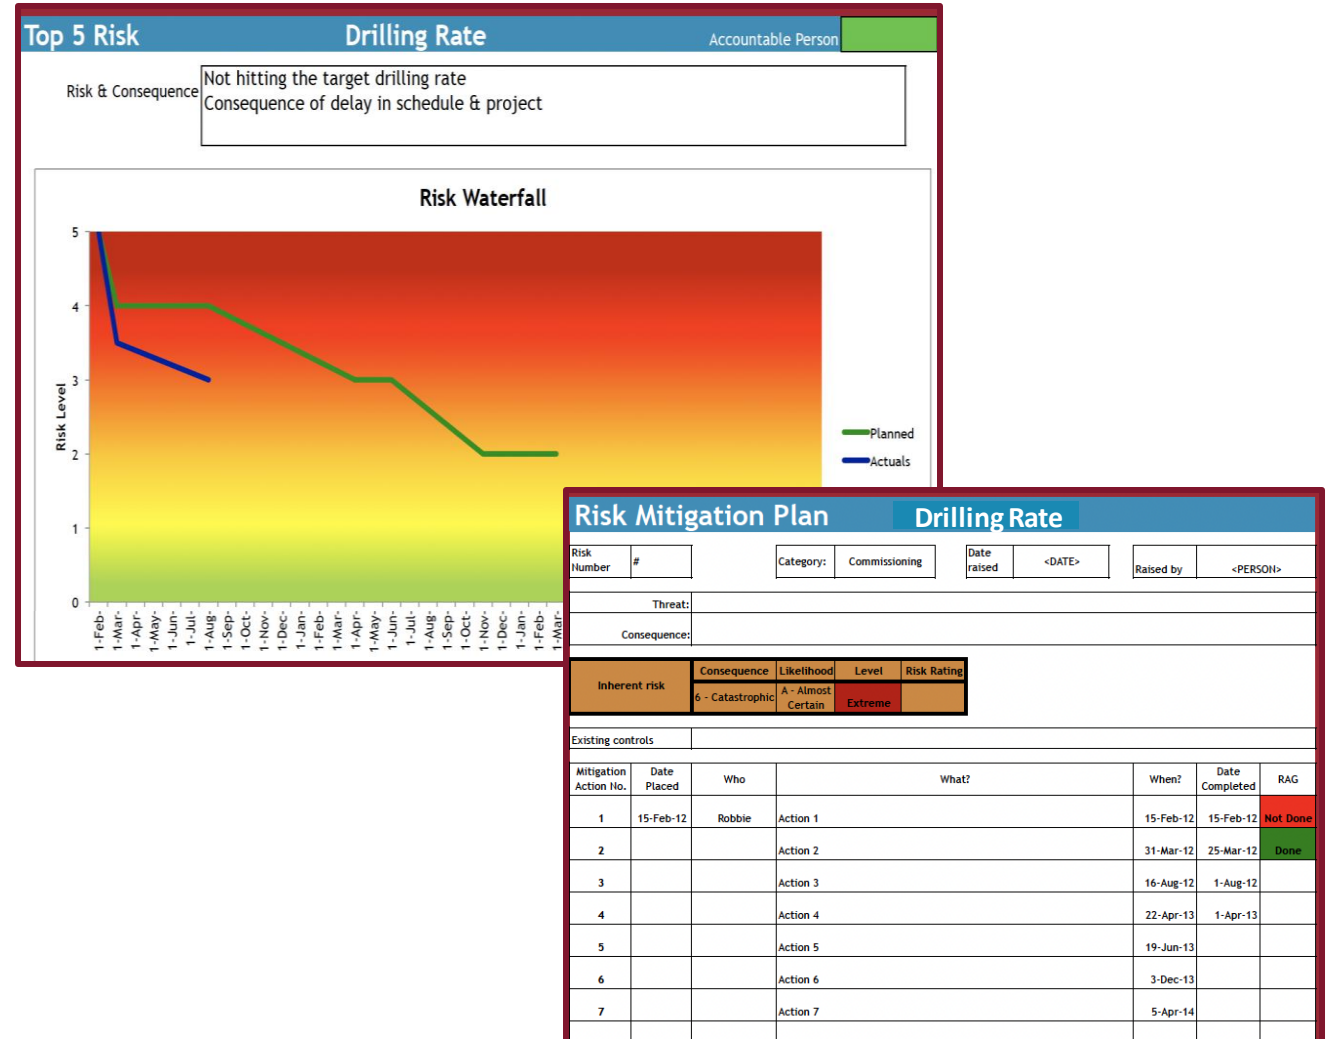 Top 5 Risk Drilling Rate Accountable Person
Risk & Consequence
Not hitting the target drilling rate
Consequence of delay in schedule & project
Risk Waterfall
5
4
3
2
1
0
Risk Level
1-Feb-
1-Mar-
1-Apr-
1-May-
1-Jun-
1-Jul-
1-Aug-
1-Sep-
1-Oct-
1-Nov-
1-Dec-
1-Jan-
1-Feb-
1-Mar-
1-Apr-
1-May-
1-Jun-
1-Jul-
1-Aug-
1-Sep-
1-Oct-
1-Nov-
1-Dec-
1-Jan-
1-Feb-
1-Mar-
Planned
Actuals
Risk Mitigation Plan Drilling Rate
Risk Number # Category: Commissioning Date raised <DATE> Raised by <PERSON>
Threat:
Consequence:
Inherent risk
Consequence Likelihood Level Risk Rating
6 - Catastrophic A - Almost Certain Extreme
Existing controls
Mitigation Action No. Date Placed Who What? When? Date Completed RAG
1 15-Feb-12 Robbie Action 1 15-Feb-12 15-Feb-12 Not Done
2 Action 2 31-Mar-12 25-Mar-12 Done
3 Action 3 16-Aug-12 1-Aug-12
4 Action 4 22-Apr-13 1-Apr-13
5 Action 5 19-Jun-13
6 Action 6 3-Dec-13
7 Action 7 5-Apr-14